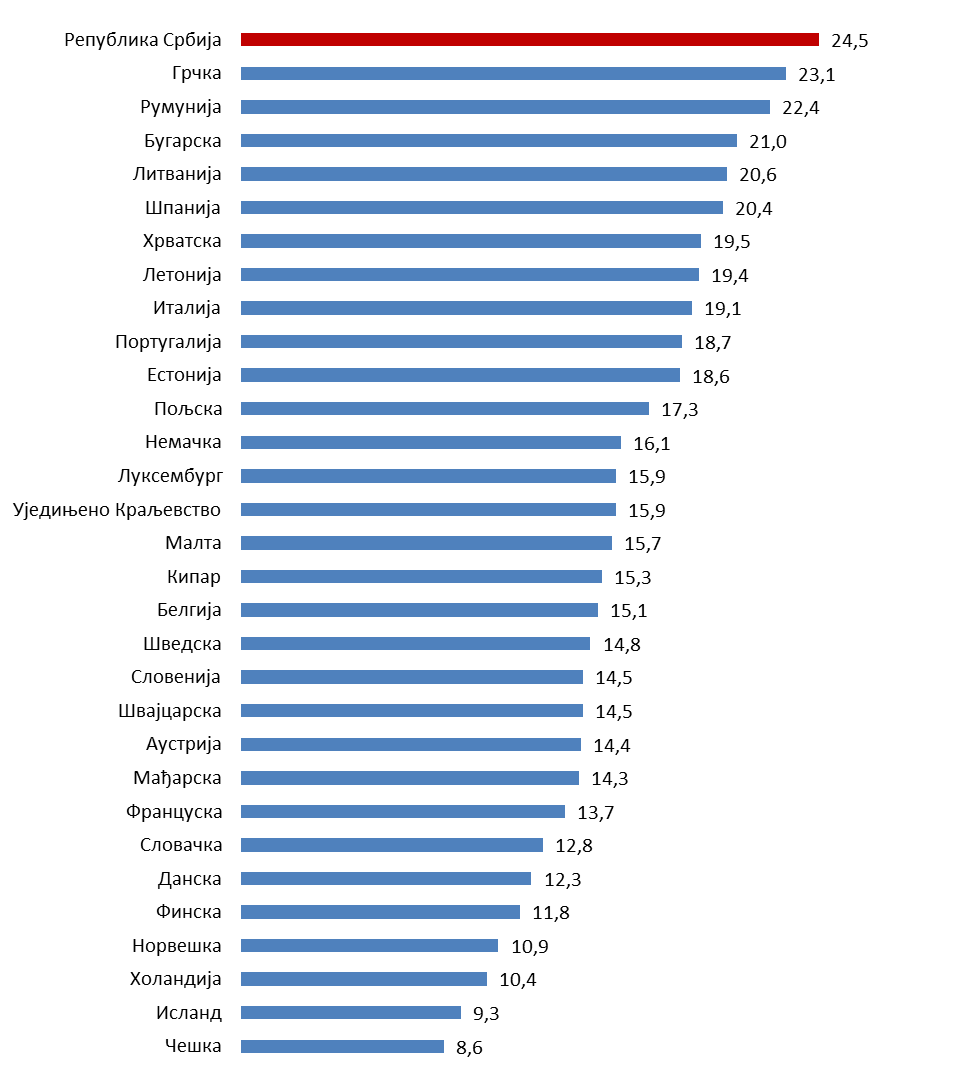 Република Србија 24,5
Грчка 23,1
Румунија 22,4
Бугарска 21,0
Литванија 20,6
Шпанија 20,4
Хрватска 19,5
Летонија 19,4
Италија 19,1
Португалија 18,7
Естонија 18,6
Пољска 17,3
Немачка 16,1
Луксембург 15,9
Уједињено Краљевство 15,9
Малта 15,7
Кипар 15,3
Белгија 15,1
Шведска 14,8
Словенија 14,5
Швајцарска 14,5
Аустрија 14,4
Мађарска 14,3
Француска 13,7
Словачка 12,8
Данска 12,3
Финска 11,8
Норвешка 10,9
Холандија 10,4
Исланд 9,3
Чешка 8,6